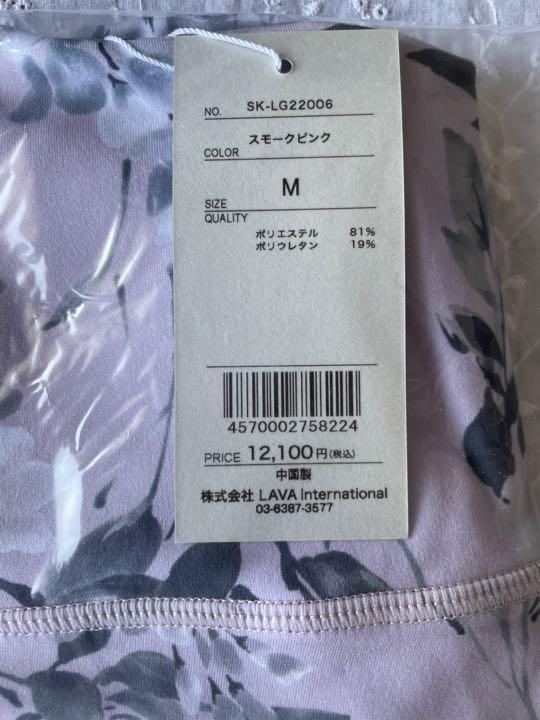 NO. SK-LG22006
COLOR スモークピンク
SIZE M
QUALITY
ポリエステル 81%
ポリウレタン 19%
4570002758224
PRICE 12,100円(税込)
中国製
株式会社 LAVA International
03-6387-3577